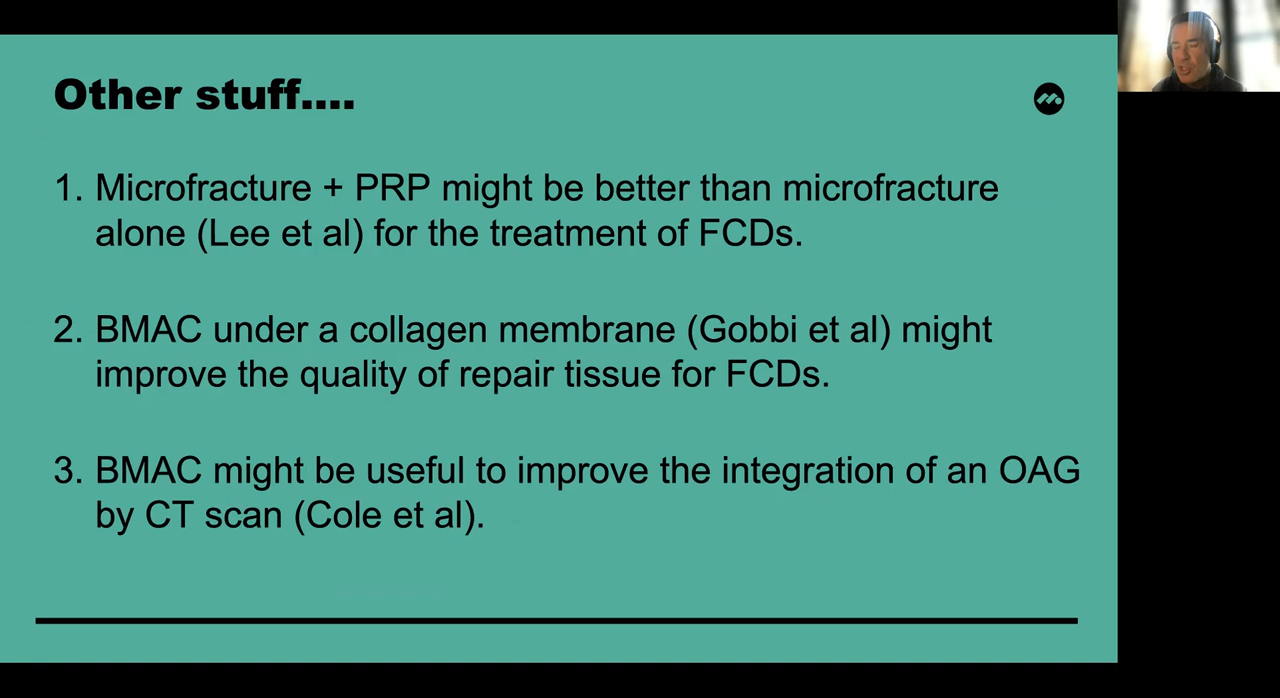 Other stuff....
1. Microfracture + PRP might be better than microfracture
alone (Lee et al) for the treatment of FCDs.
2. BMAC under a collagen membrane (Gobbi et al) might
improve the quality of repair tissue for FCDs.
3. BMAC might be useful to improve the integration of an OAG
by CT scan (Cole et al).